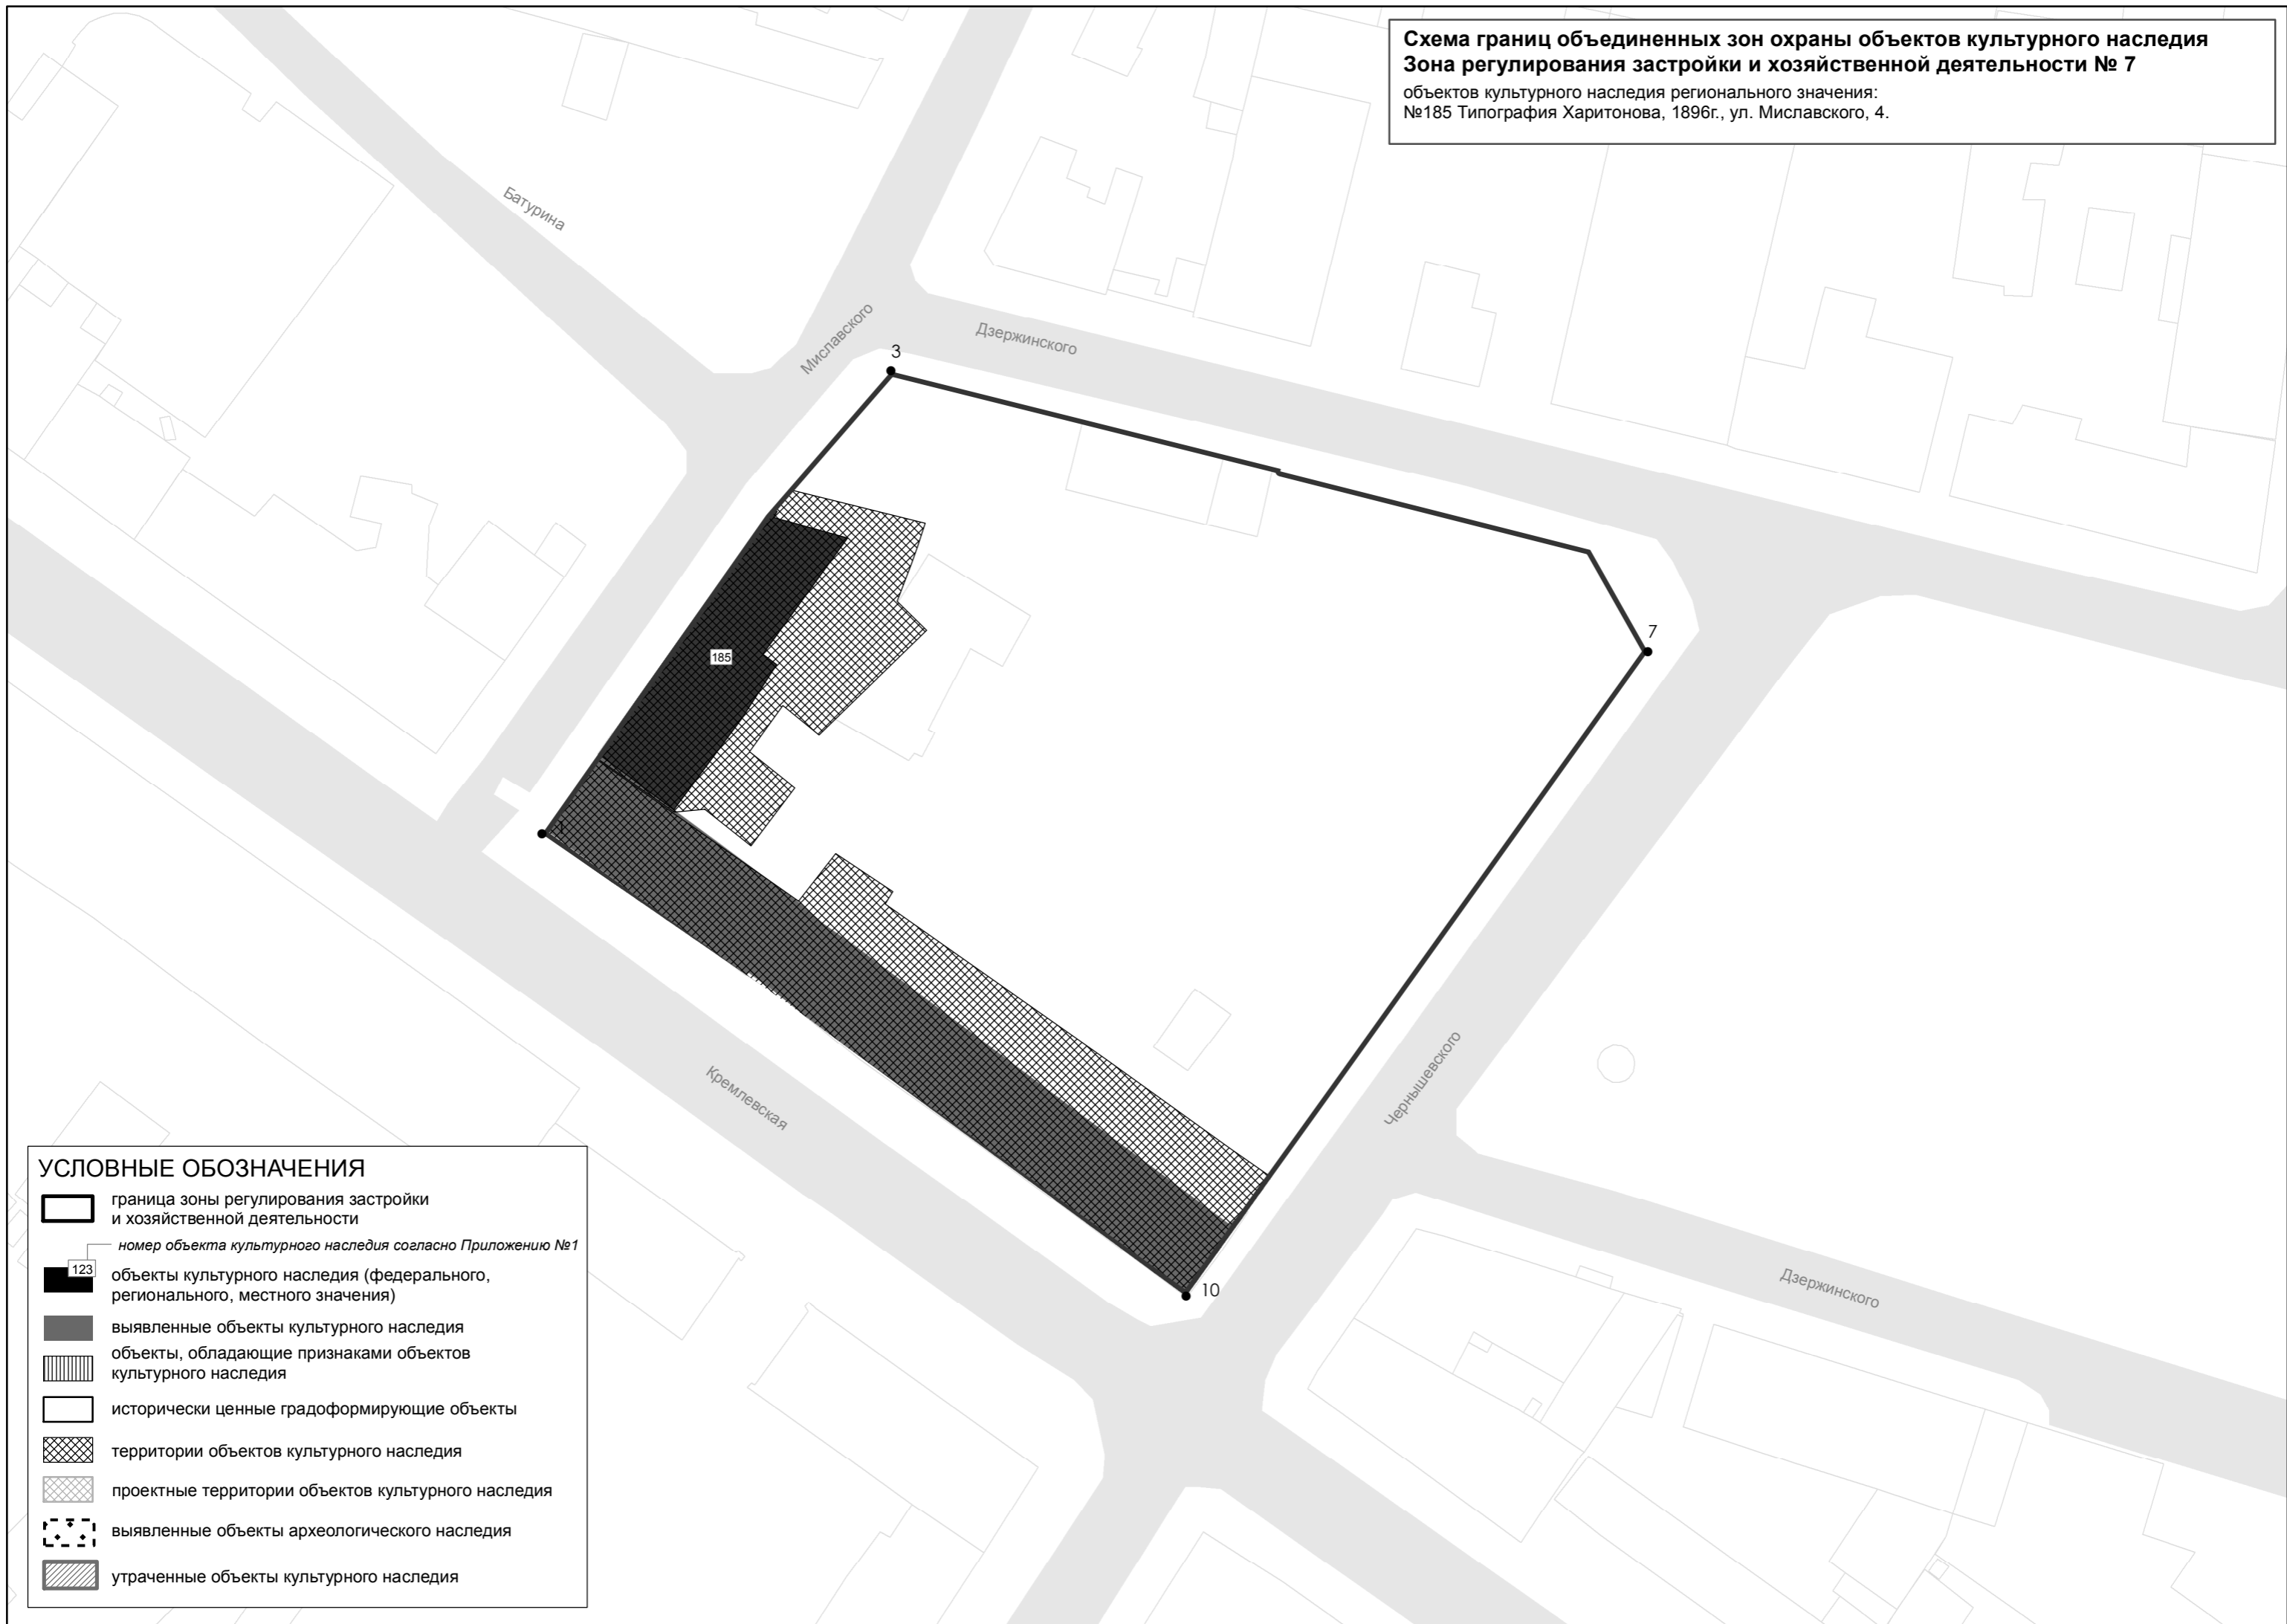 Схема границ объединенных зон охраны объектов культурного наследия
Зона регулирования застройки и хозяйственной деятельности № 7
объектов культурного наследия регионального значения:
№185 Типография Харитонова, 1896г., ул. Миславского, 4.
Батурина
Миславского
Дзержинского
3
7
185
1
Чернышевского
Кремлевская
10
Дзержинского
УСЛОВНЫЕ ОБОЗНАЧЕНИЯ
граница зоны регулирования застройки
и хозяйственной деятельности
номер объекта культурного наследия согласно Приложению №1
123
объекты культурного наследия (федерального,
регионального, местного значения)
выявленные объекты культурного наследия
объекты, обладающие признаками объектов
культурного наследия
исторически ценные градоформирующие объекты
территории объектов культурного наследия
проектные территории объектов культурного наследия
выявленные объекты археологического наследия
утраченные объекты культурного наследия